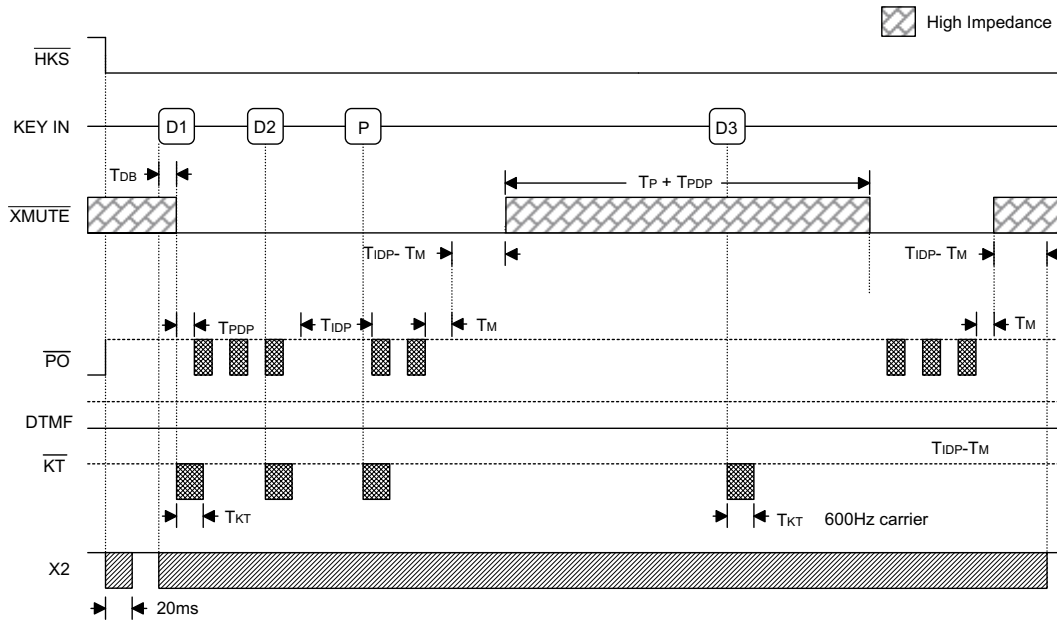 High Impedance
HKS
KEY IN
D1
D2
P
D3
TDB
TP + TPDP
XMUTE
TIDP- TM
TIDP- TM
TPDP
TIDP
TM
TM
PO
DTMF
KT
TIDP-TM
TKT
TKT
600Hz carrier
X2
20ms